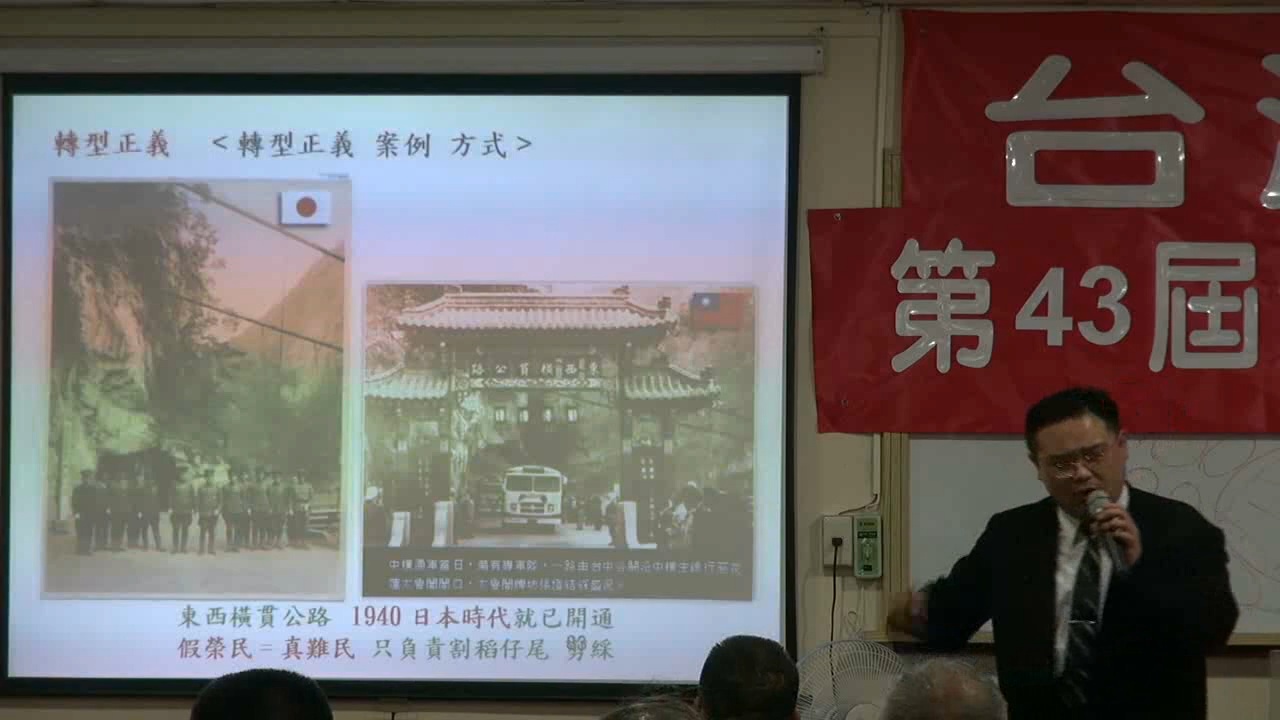 轉型正義 <轉型正義 案例 方式>
路公貫橫西東
東西橫貫公路 1940 日本時代就已開通
假榮民=真難民 只負責割稻仔尾 剪綵
台
第43屆